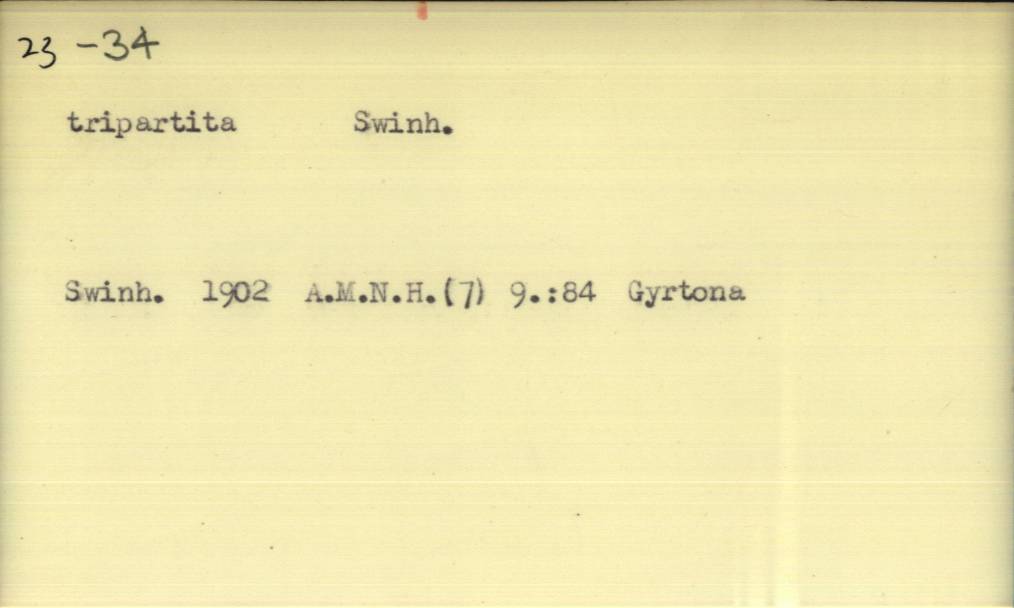 23 -34
tripartita Swinh.
Swinh. 1902 A.M.N.H.(7) 9.:84 Gyrtona